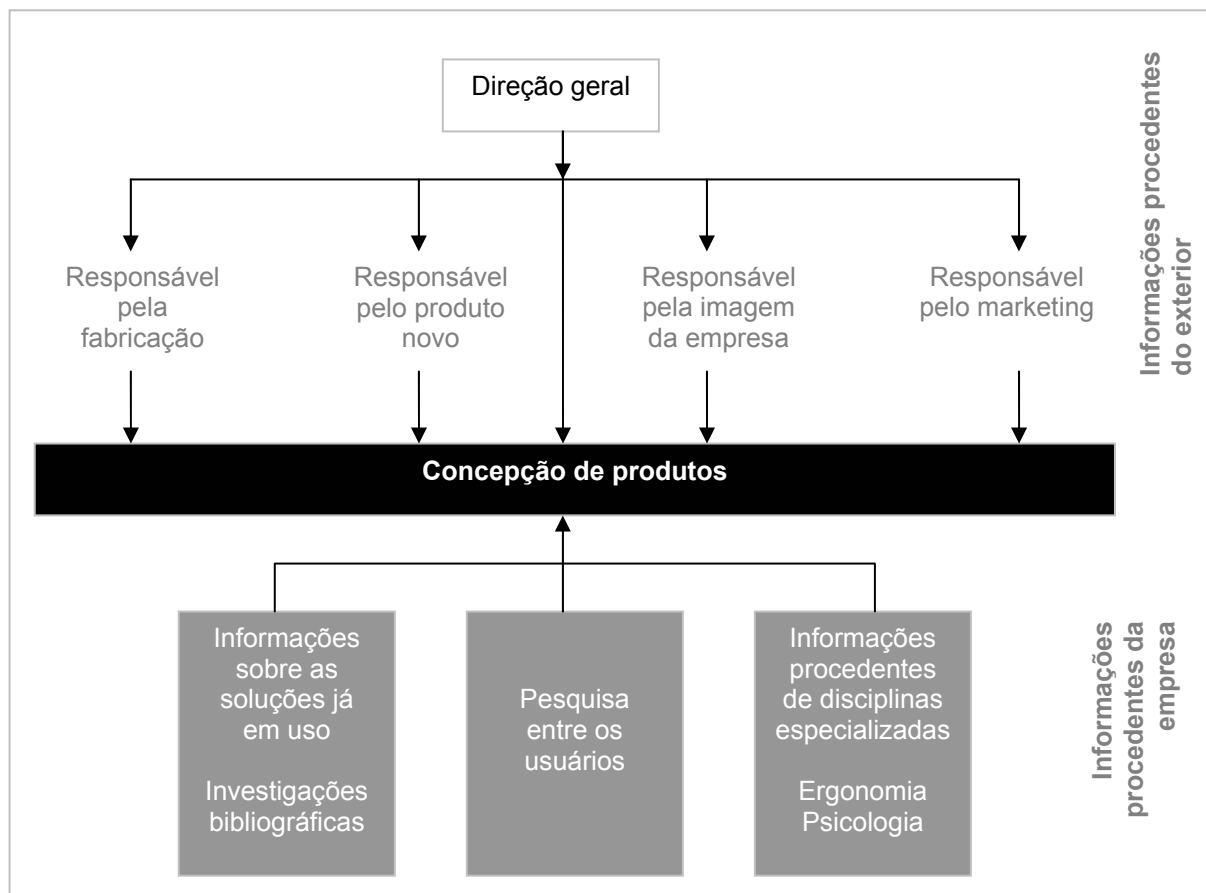 Direção geral
Responsável
pela
fabricação
Responsável
pelo produto
novo
Responsável
pela imagem
da empresa
Responsável
pelo marketing
Informações procedentes
do exterior
Concepção de produtos
Informações
sobre as
soluções já
em uso
Investigações
bibliográficas
Pesquisa
entre os
usuários
Informações
procedentes
de disciplinas
especializadas
Ergonomia
Psicologia
Informações
procedentes da
empresa